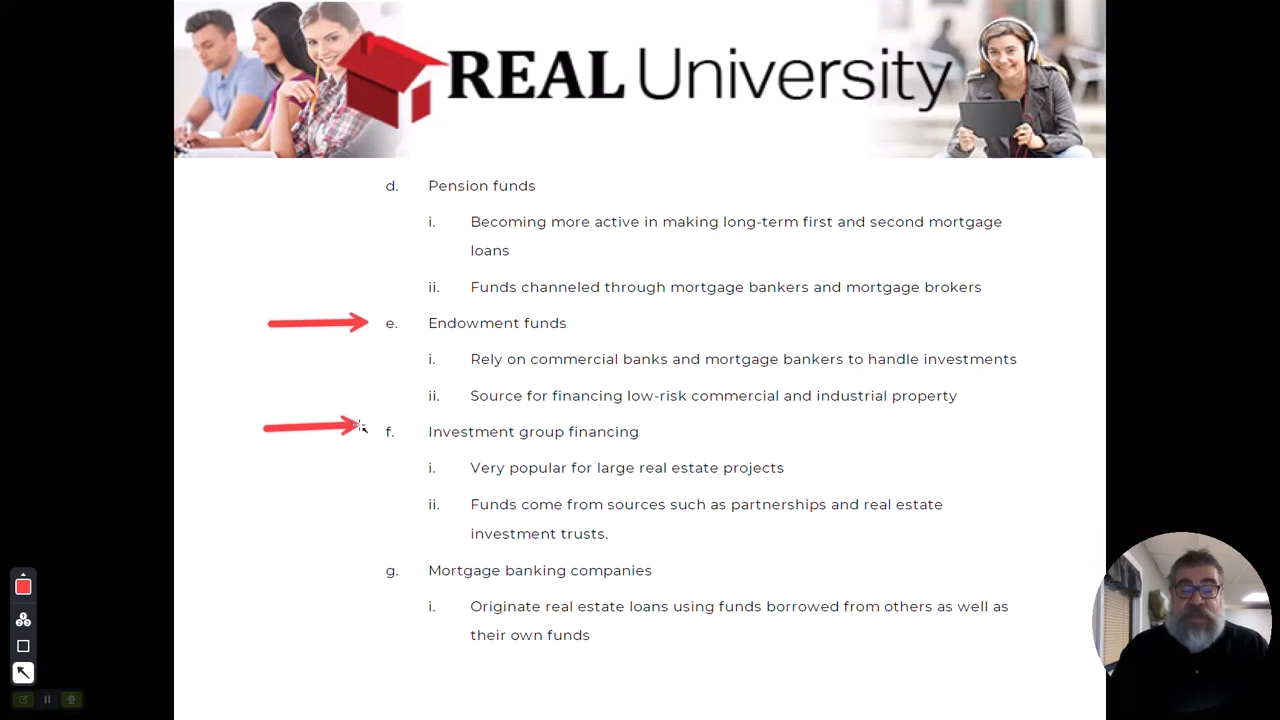 REAL University
d. Pension funds
i. Becoming more active in making long-term first and second mortgage
loans
ii. Funds channeled through mortgage bankers and mortgage brokers
e. Endowment funds
i. Rely on commercial banks and mortgage bankers to handle investments
ii. Source for financing low-risk commercial and industrial property
f. Investment group financing
i. Very popular for large real estate projects
ii. Funds come from sources such as partnerships and real estate
investment trusts.
g. Mortgage banking companies
i. Originate real estate loans using funds borrowed from others as well as
their own funds